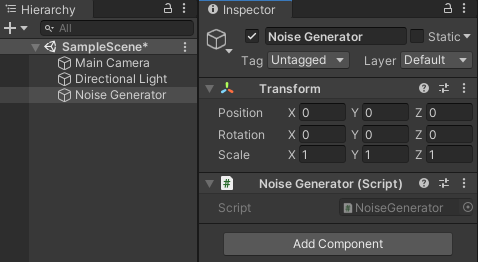 Hierarchy
All
SampleScene*
Main Camera
Directional Light
Noise Generator
Inspector
Noise Generator
Static
Tag Untagged Layer Default
Transform
Position X 0 Y 0 Z 0
Rotation X 0 Y 0 Z 0
Scale X 1 Y 1 Z 1
# Noise Generator (Script)
Script # NoiseGenerator
Add Component